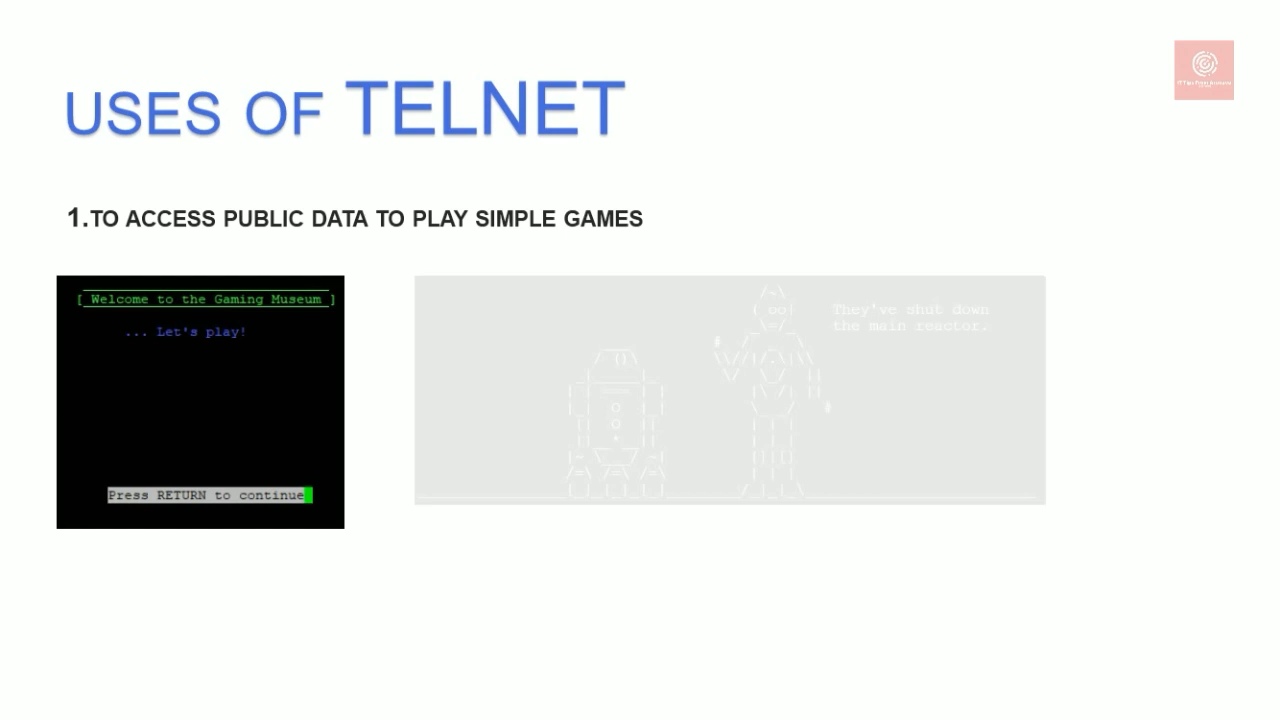 USES OF TELNET
1.TO ACCESS PUBLIC DATA TO PLAY SIMPLE GAMES
[ Welcome to the Gaming Museum ]
... Let's play!
Press RETURN to continue
They've shut down
the main reactor.